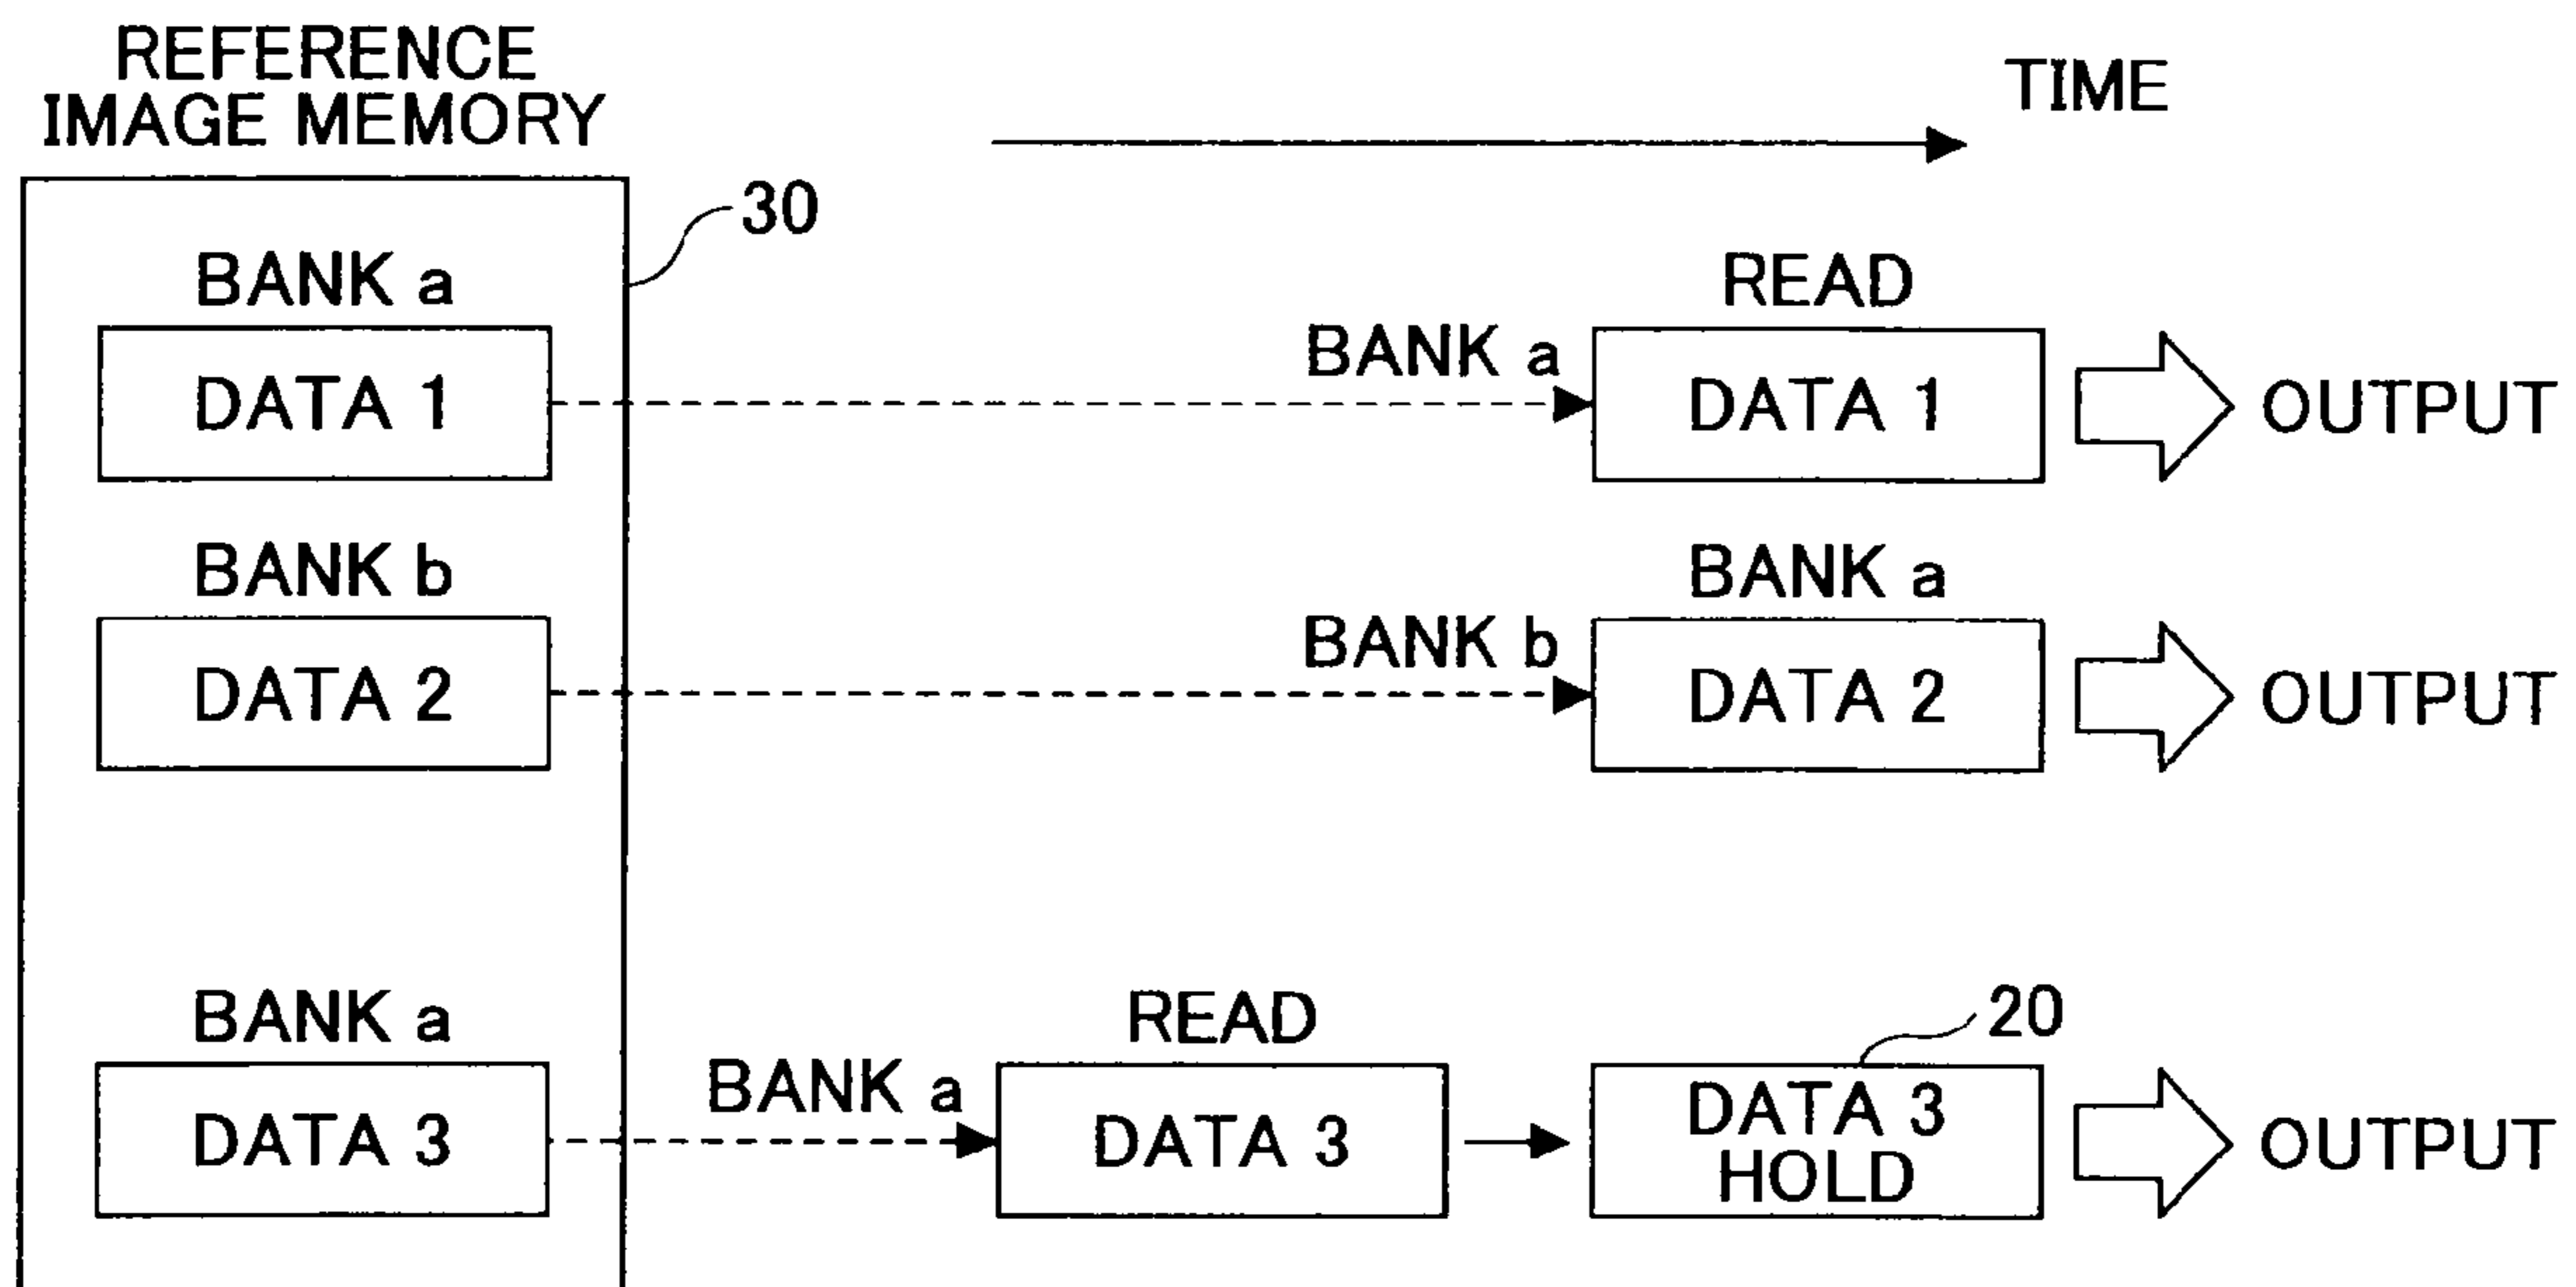 REFERENCE
IMAGE MEMORY
TIME
30
BANK a
READ
DATA 1
BANK a
DATA 1
OUTPUT
BANK b
BANK a
DATA 2
BANK b
DATA 2
OUTPUT
BANK a
READ
20
DATA 3
BANK a
DATA 3
DATA 3
HOLD
OUTPUT